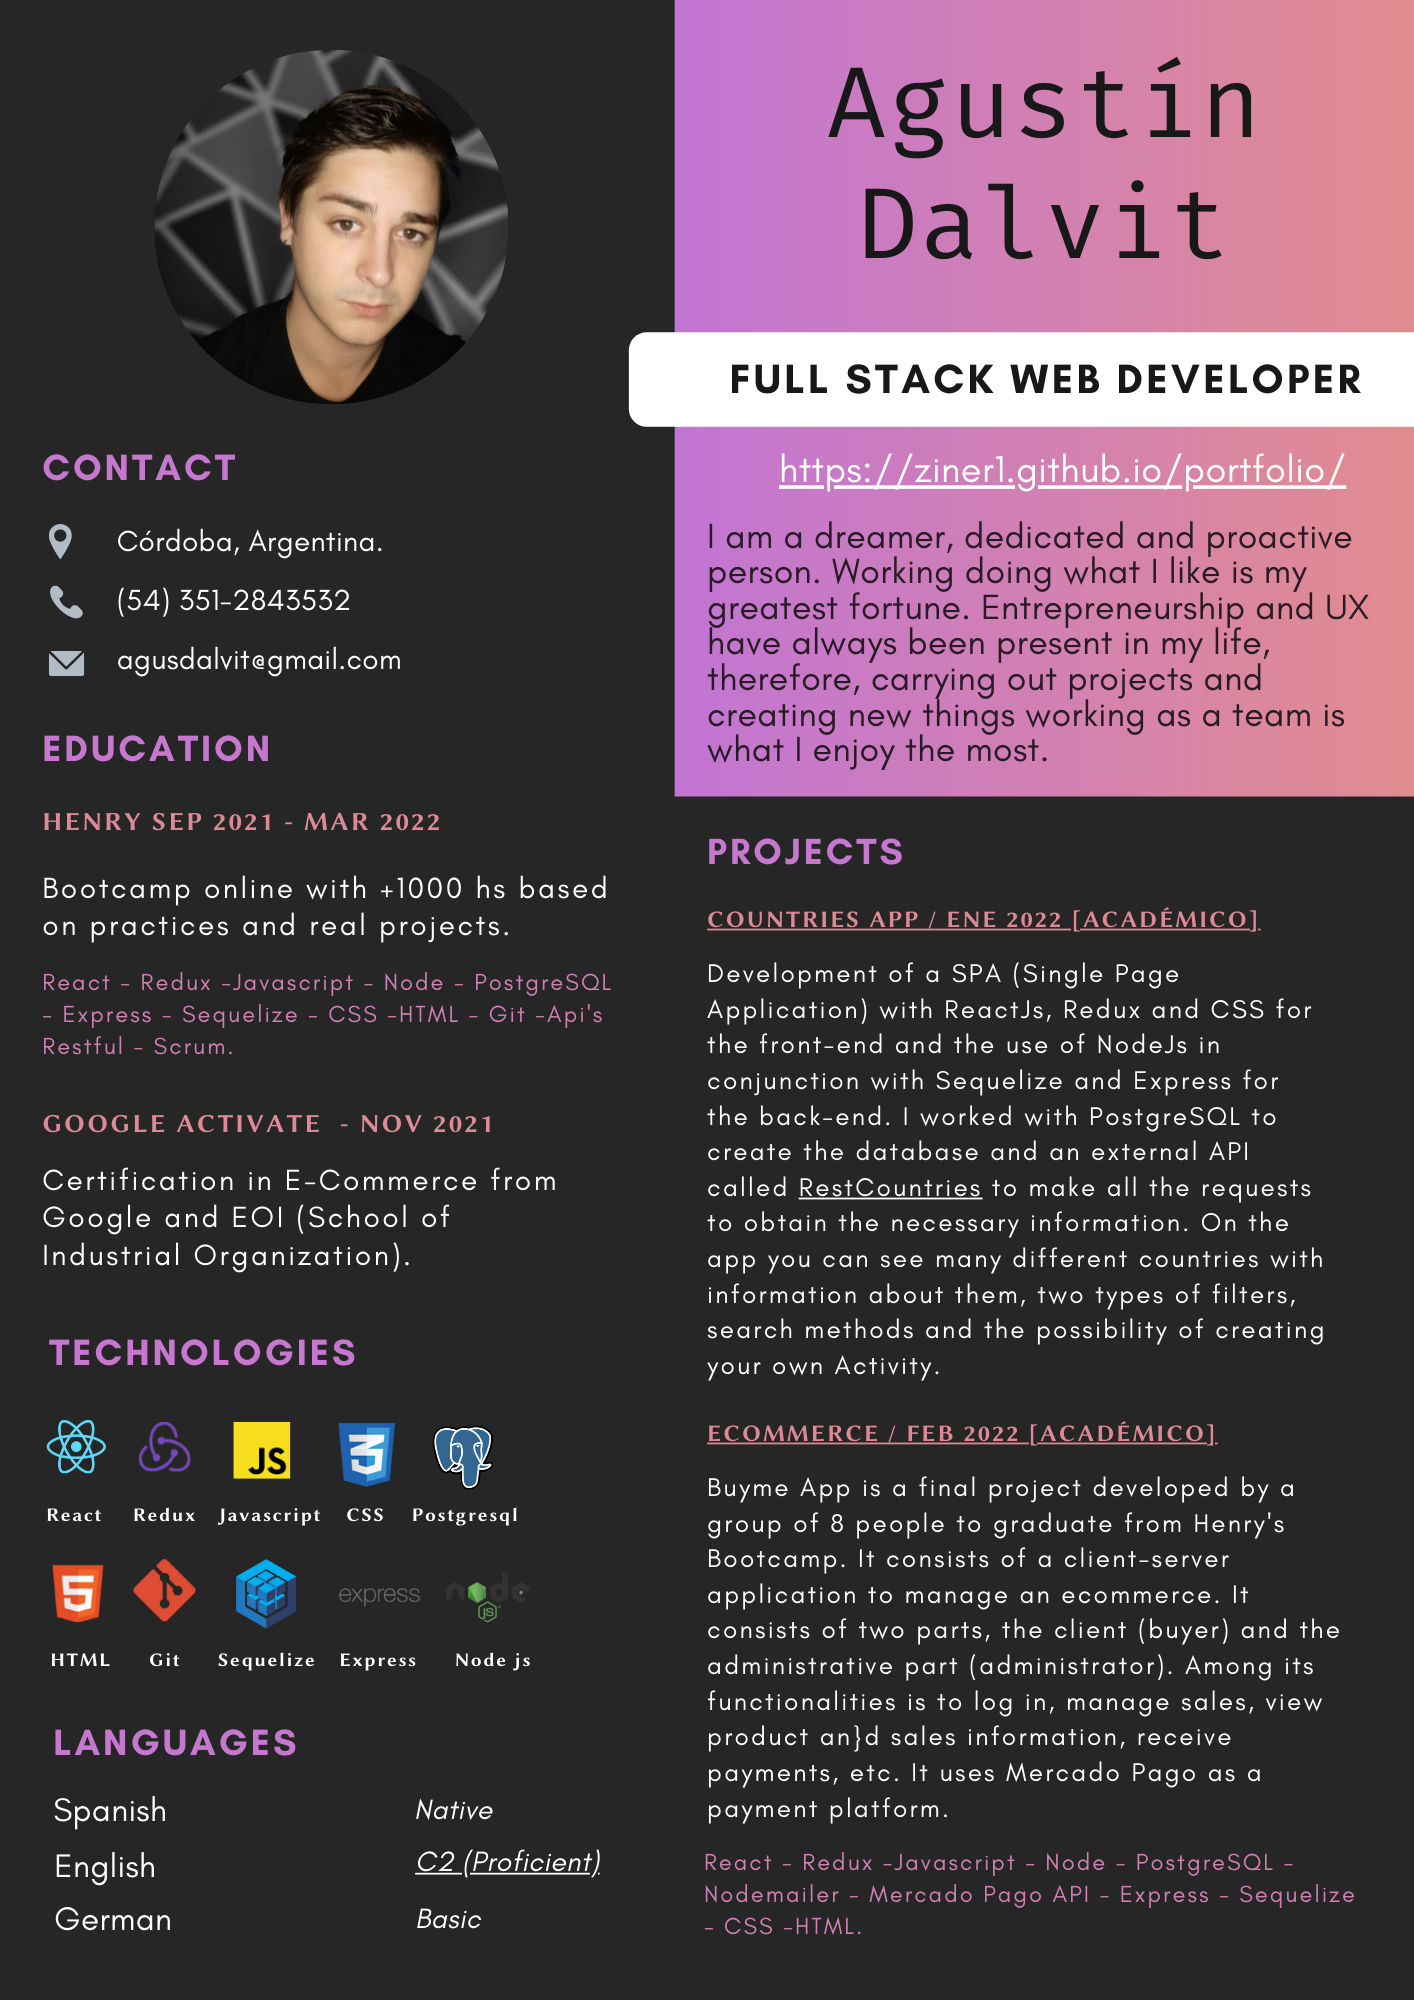 Agustín
Dalvit
FULL STACK WEB DEVELOPER
https://ziner1.github.io/portfolio/
I am a dreamer, dedicated and proactive
person. Working doing what I like is my
greatest fortune. Entrepreneurship and UX
have always been present in my life,
therefore, carrying out projects and
creating new things working as a team is
what I enjoy the most.
CONTACT
Córdoba, Argentina.
(54) 351-2843532
agusdalvit@gmail.com
EDUCATION
HENRY SEP 2021 - MAR 2022
Bootcamp online with +1000 hs based
on practices and real projects.
React - Redux -Javascript - Node - PostgreSQL
- Express - Sequelize - CSS -HTML - Git -Api's
Restful - Scrum.
GOOGLE ACTIVATE - NOV 2021
Certification in E-Commerce from
Google and EOI (School of
Industrial Organization).
TECHNOLOGIES
JS
3
React Redux Javascript CSS Postgresql
5
express
node
JS
HTML Git Sequelize Express Node js
LANGUAGES
Spanish Native
English C2 (Proficient)
German Basic
PROJECTS
COUNTRIES APP / ENE 2022 [ACADÉMICO]
Development of a SPA (Single Page
Application) with ReactJs, Redux and CSS for
the front-end and the use of NodeJs in
conjunction with Sequelize and Express for
the back-end. I worked with PostgreSQL to
create the database and an external API
called RestCountries to make all the requests
to obtain the necessary information. On the
app you can see many different countries with
information about them, two types of filters,
search methods and the possibility of creating
your own Activity.
ECOMMERCE / FEB 2022 [ACADÉMICO]
Buyme App is a final project developed by a
group of 8 people to graduate from Henry's
Bootcamp. It consists of a client-server
application to manage an ecommerce. It
consists of two parts, the client (buyer) and the
administrative part (administrator). Among its
functionalities is to log in, manage sales, view
product an}d sales information, receive
payments, etc. It uses Mercado Pago as a
payment platform.
React - Redux -Javascript - Node - PostgreSQL -
Nodemailer - Mercado Pago API - Express - Sequelize
- CSS -HTML.